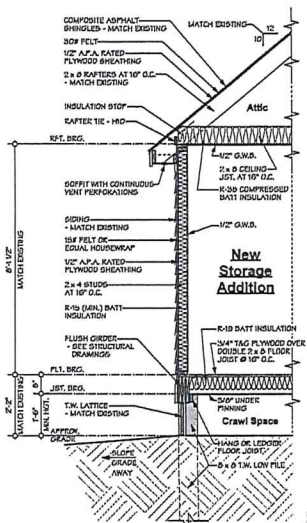 COMPOSITE ASPHALT
SHINGLES - MATCH EXISTING
30# FELT
1/2" A.P.A. RATED
PLYWOOD SHEATHING
2 x 8 RAFTERS AT 16" O.C.
- MATCH EXISTING
MATCH EXISTING
12
10
INSULATION STOP
RAFTER TIE - H10
Attic
RFT. BRG.
1/2" G.W.B.
2 x 8 CEILING
JST. AT 16" O.C.
R-38 COMPRESSED
BATT INSULATION
SOFFIT WITH CONTINUOUS
VENT PERFORATIONS
SIDING
- MATCH EXISTING
15# FELT OR
EQUAL HOUSEWRAP
1/2" A.P.A. RATED
PLYWOOD SHEATHING
2 x 4 STUDS
AT 16" O.C.
R-15 (MIN.) BATT
INSULATION
1/2" G.W.B.
New
Storage
Addition
8'-4 1/2"
MATCH EXISTING
FLUSH GIRDER
- SEE STRUCTURAL
DRAWINGS
R-19 BATT INSULATION
3/4" T&G PLYWOOD OVER
DOUBLE 2 x 8 FLOOR
JOIST @ 16" O.C.
PLT. BRG.
JST. BRG.
8"
2'-2"
MATCH EXISTING
1'-6"
MIN. HGT.
T.W. LATTICE
- MATCH EXISTING
5/8" UNDER
PINNING
Crawl Space
APPROX.
GRADE
SLOPE
GRADE
AWAY
HANG OR LEDGER
FLOOR JOIST
8 x 8 T.W. LOW PILE